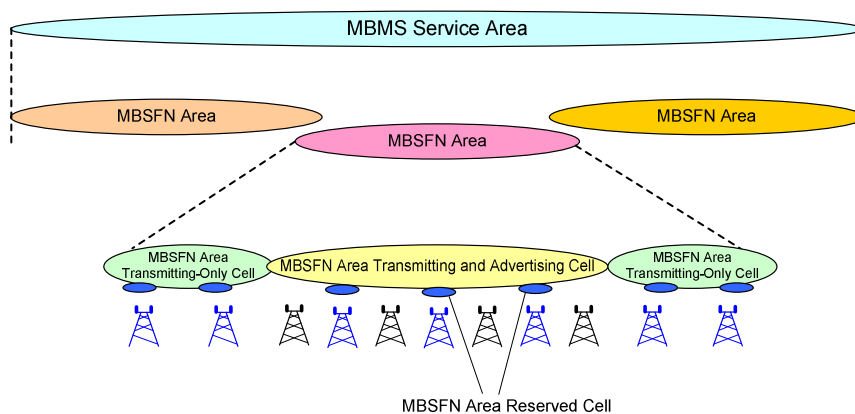 MBMS Service Area
MBSFN Area
MBSFN Area
MBSFN Area
MBSFN Area
Transmitting-Only Cell
MBSFN Area Transmitting and Advertising Cell
MBSFN Area
Transmitting-Only Cell
MBSFN Area Reserved Cell